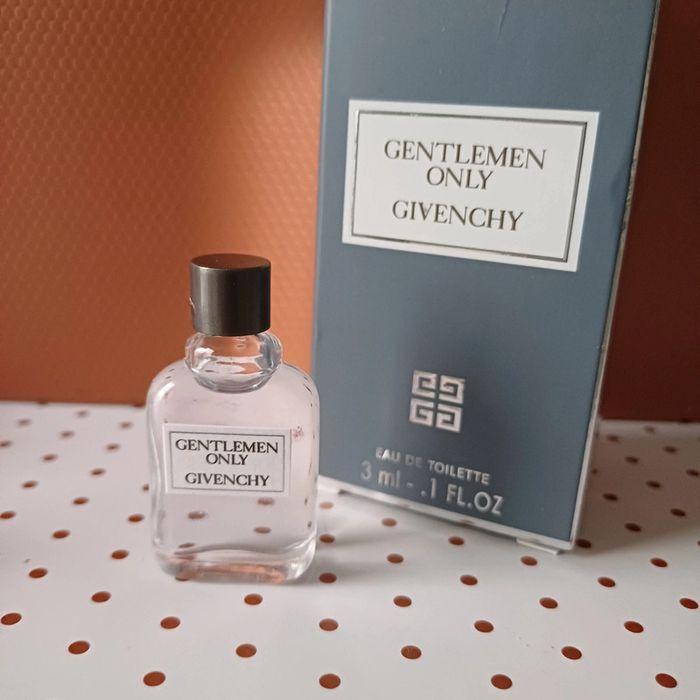 GENTLEMEN
ONLY
GIVENCHY
EAU DE TOILETTE
3 ml - .1 FL.OZ
GENTLEMEN
ONLY
GIVENCHY